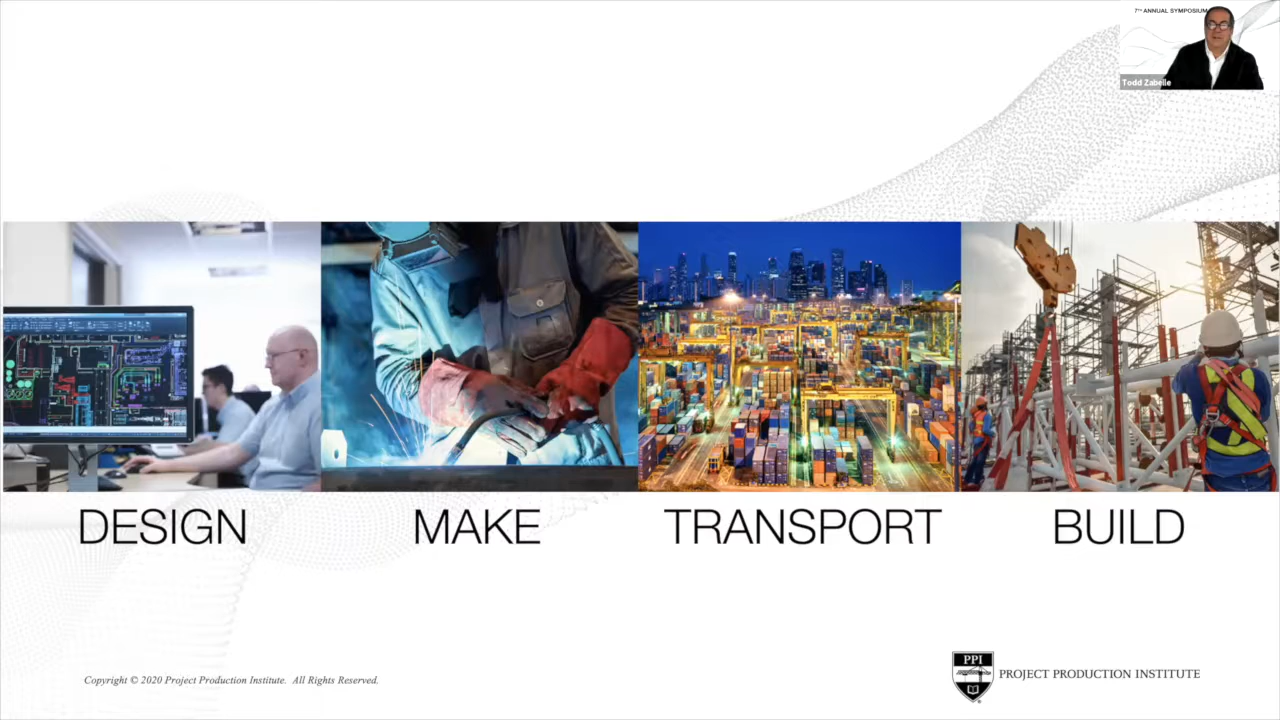 7TH ANNUAL SYMPOSIUM
Todd Zabelle
DESIGN MAKE TRANSPORT BUILD
Copyright © 2020 Project Production Institute. All Rights Reserved.
PPI
PROJECT PRODUCTION INSTITUTE